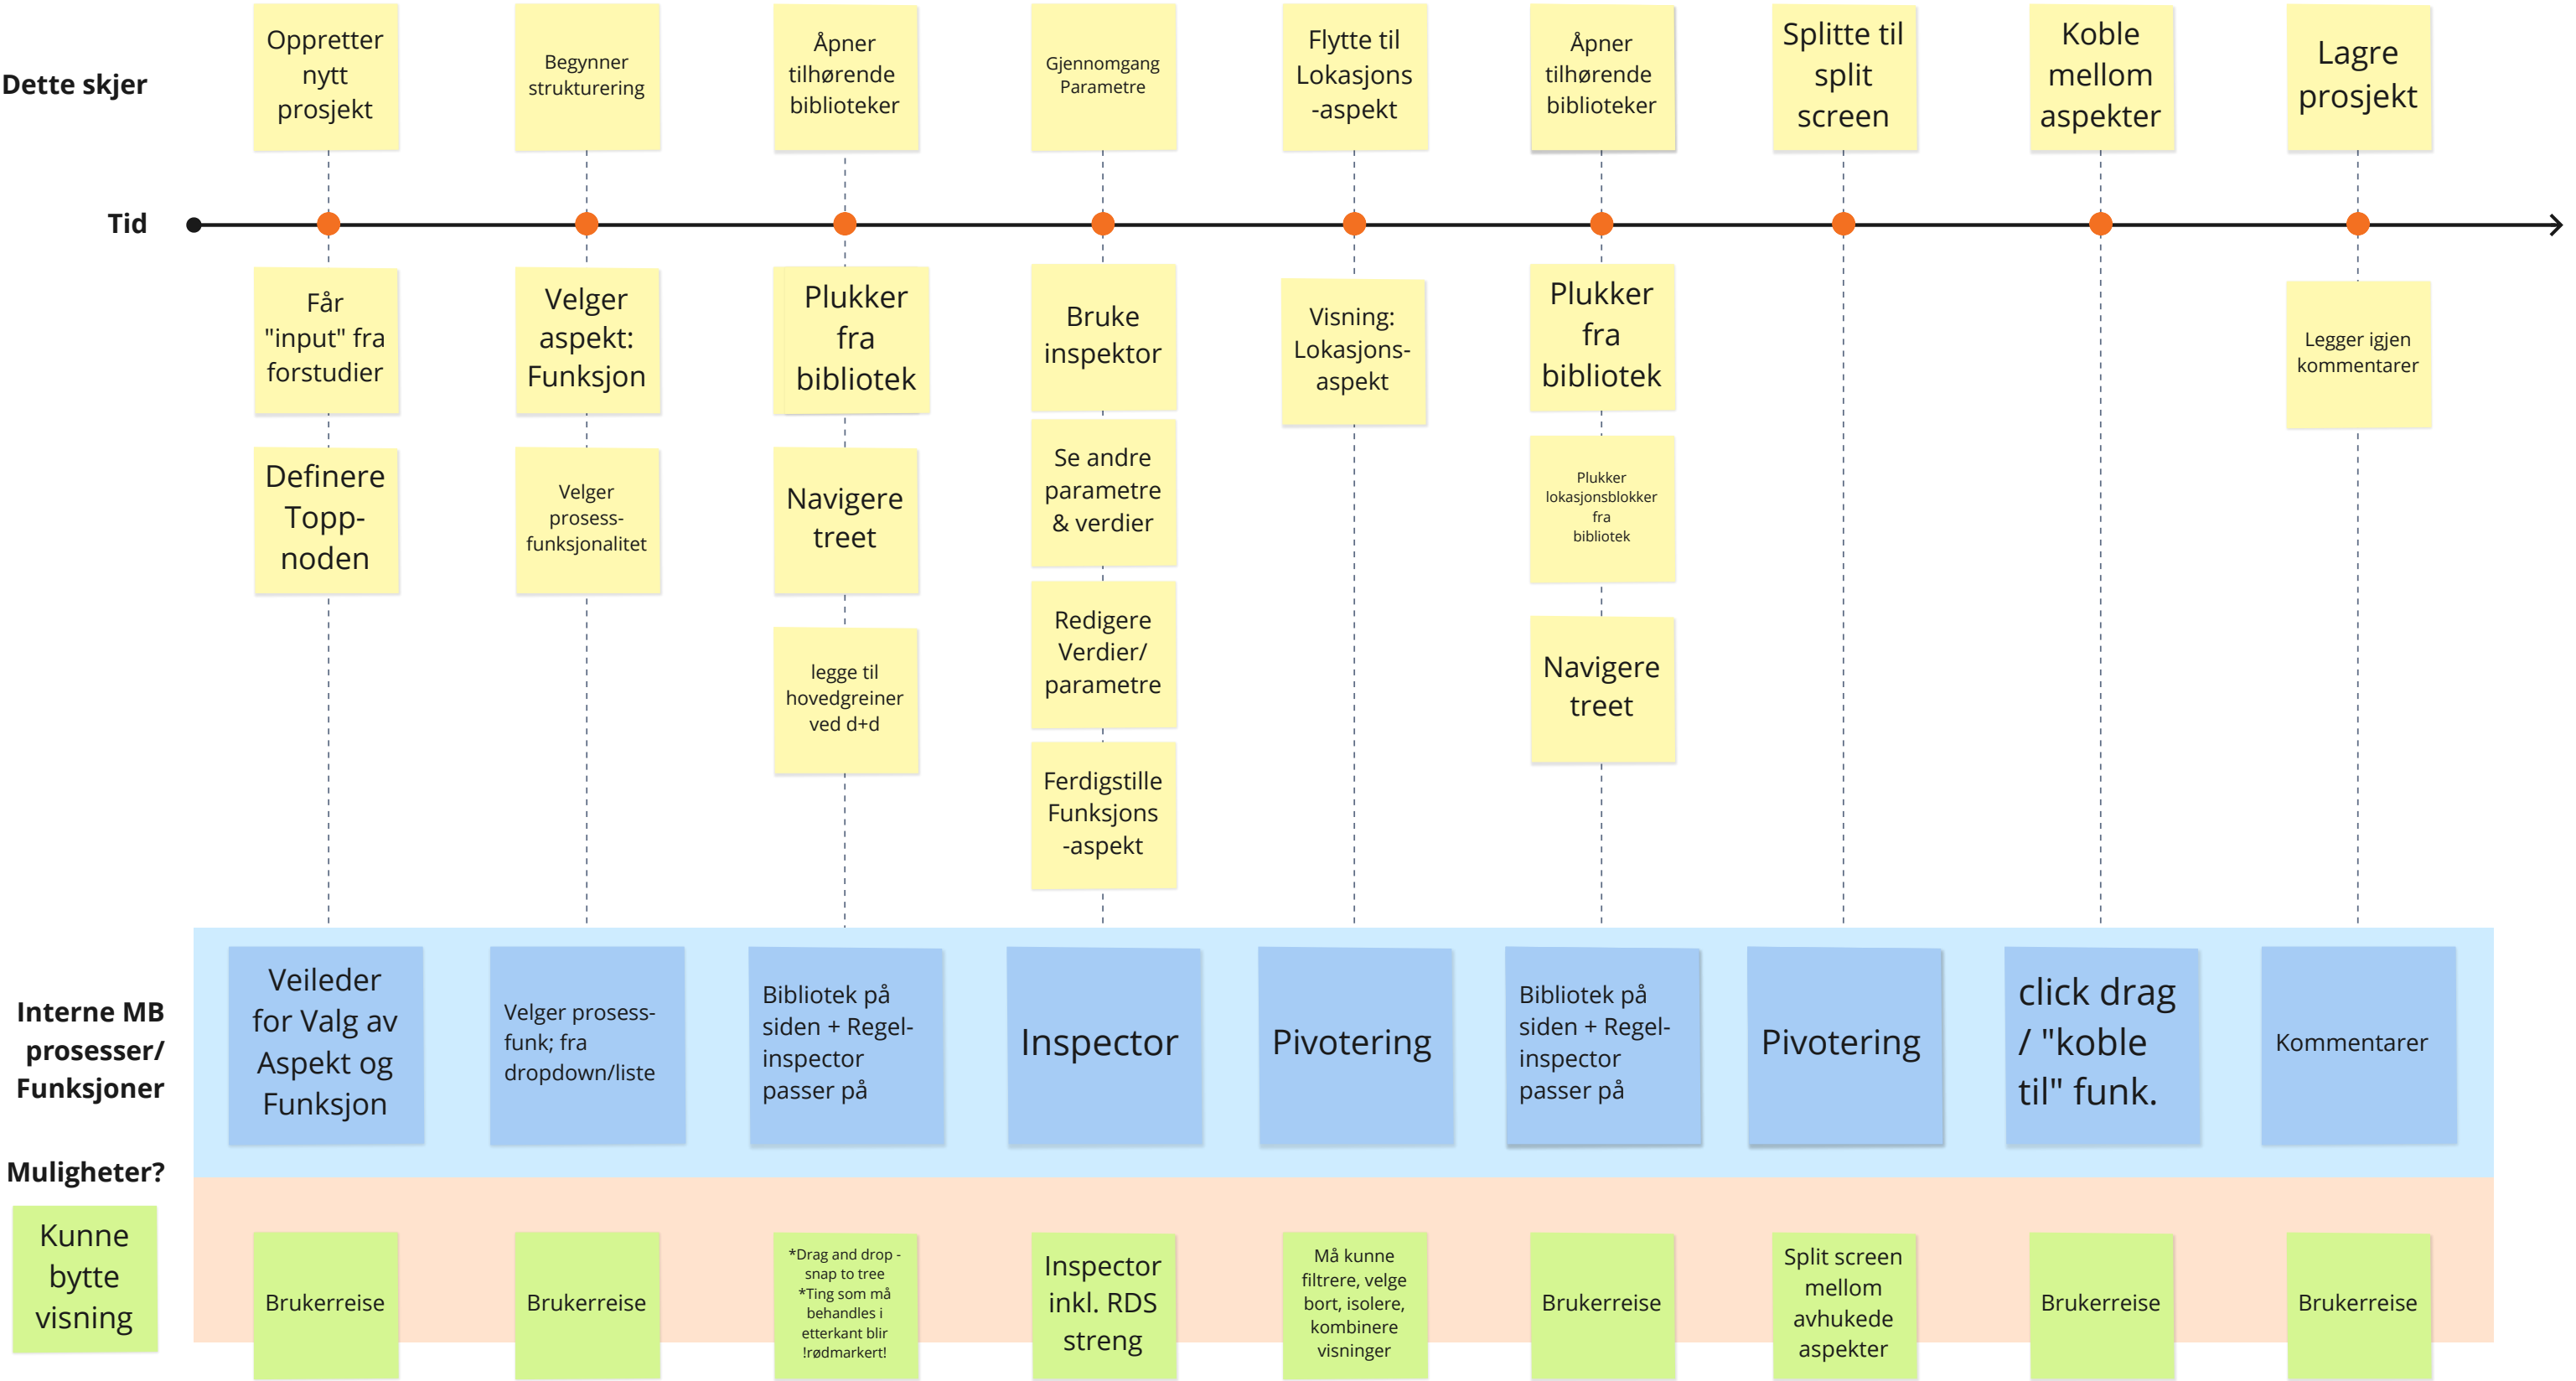 Dette skjer
Oppretter
nytt
prosjekt
Begynner
strukturering
Åpner
tilhørende
biblioteker
Gjennomgang
Parametre
Flytte til
Lokasjons
-aspekt
Åpner
tilhørende
biblioteker
Splitte til
split
screen
Koble
mellom
aspekter
Lagre
prosjekt
Tid
Får
"input" fra
forstudier
Definere
Topp-
noden
Velger
aspekt:
Funksjon
Velger
prosess-
funksjonalitet
Plukker
fra
bibliotek
Navigere
treet
legge til
hovedgreiner
ved d+d
Bruke
inspektor
Se andre
parametre
& verdier
Redigere
Verdier/
parametre
Ferdigstille
Funksjons
-aspekt
Visning:
Lokasjons-
aspekt
Plukker
fra
bibliotek
Plukker
lokasjonsblokker
fra
bibliotek
Navigere
treet
Legger igjen
kommentarer
Interne MB
prosesser/
Funksjoner
Veileder
for Valg av
Aspekt og
Funksjon
Velger prosess-
funk; fra
dropdown/liste
Bibliotek på
siden + Regel-
inspector
passer på
Inspector
Pivotering
Bibliotek på
siden + Regel-
inspector
passer på
Pivotering
click drag
/ "koble
til" funk.
Kommentarer
Muligheter?
Kunne
bytte
visning
Brukerreise
Brukerreise
*Drag and drop -
snap to tree
*Ting som må
behandles i
etterkant blir
!rødmarkert!
Inspector
inkl. RDS
streng
Må kunne
filtrere, velge
bort, isolere,
kombinere
visninger
Brukerreise
Split screen
mellom
avhukede
aspekter
Brukerreise
Brukerreise